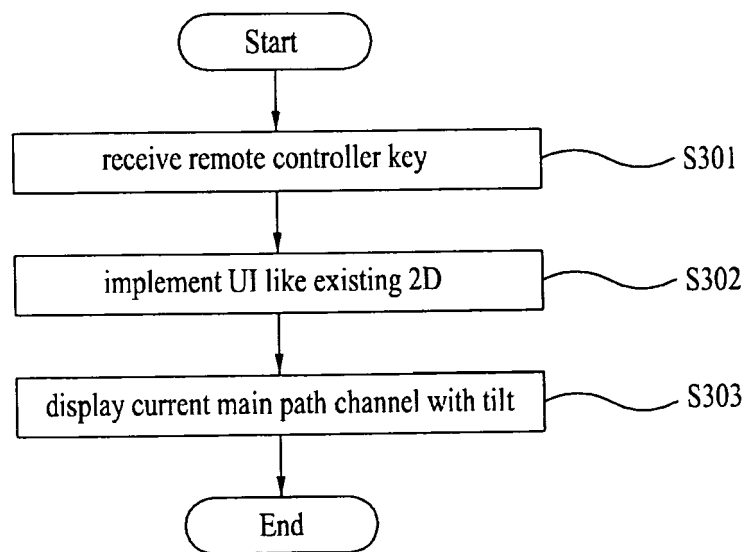 Start
receive remote controller key
S301
implement UI like existing 2D
S302
display current main path channel with tilt
S303
End